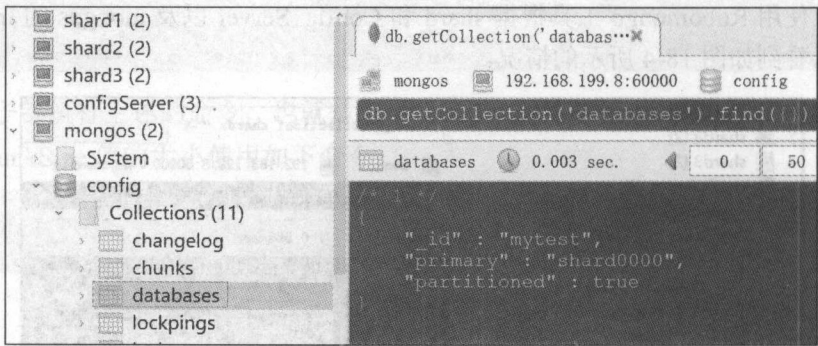 shard1 (2)
shard2 (2)
shard3 (2)
configServer (3)
mongos (2)
System
config
Collections (11)
changelog
chunks
databases
lockpings
db.getCollection('databas…
mongos 192.168.199.8:60000 config
db.getCollection('databases').find({})
databases 0.003 sec. 0 50
/* 1 */
{
"_id" : "mytest",
"primary" : "shard0000",
"partitioned" : true
}